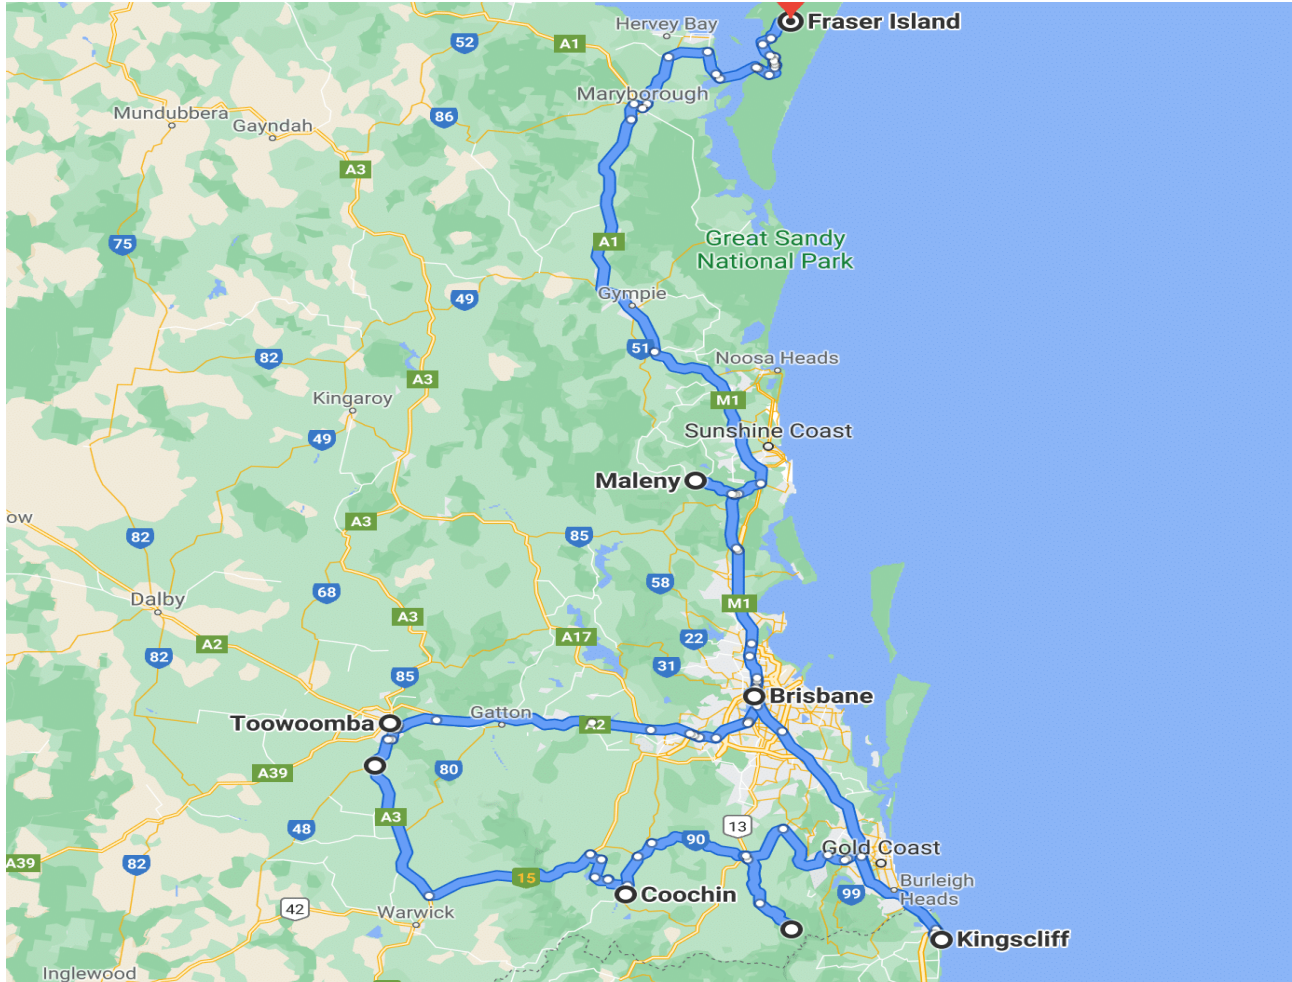 Fraser Island
Hervey Bay
52
A1
Maryborough
Mundubbera
Gayndah
86
A3
75
A1
Great Sandy
National Park
Gympie
49
51
82
Noosa Heads
A3
M1
Kingaroy
49
Sunshine Coast
Maleny
ow
A3
82
85
58
68
Dalby
M1
A3
A2
A17
22
82
31
85
Brisbane
Toowoomba
Gatton
A2
A39
80
A3
48
13
90
Gold Coast
A39
82
15
Coochin
Burleigh
Heads
99
42
Warwick
Kingscliff
Inglewood